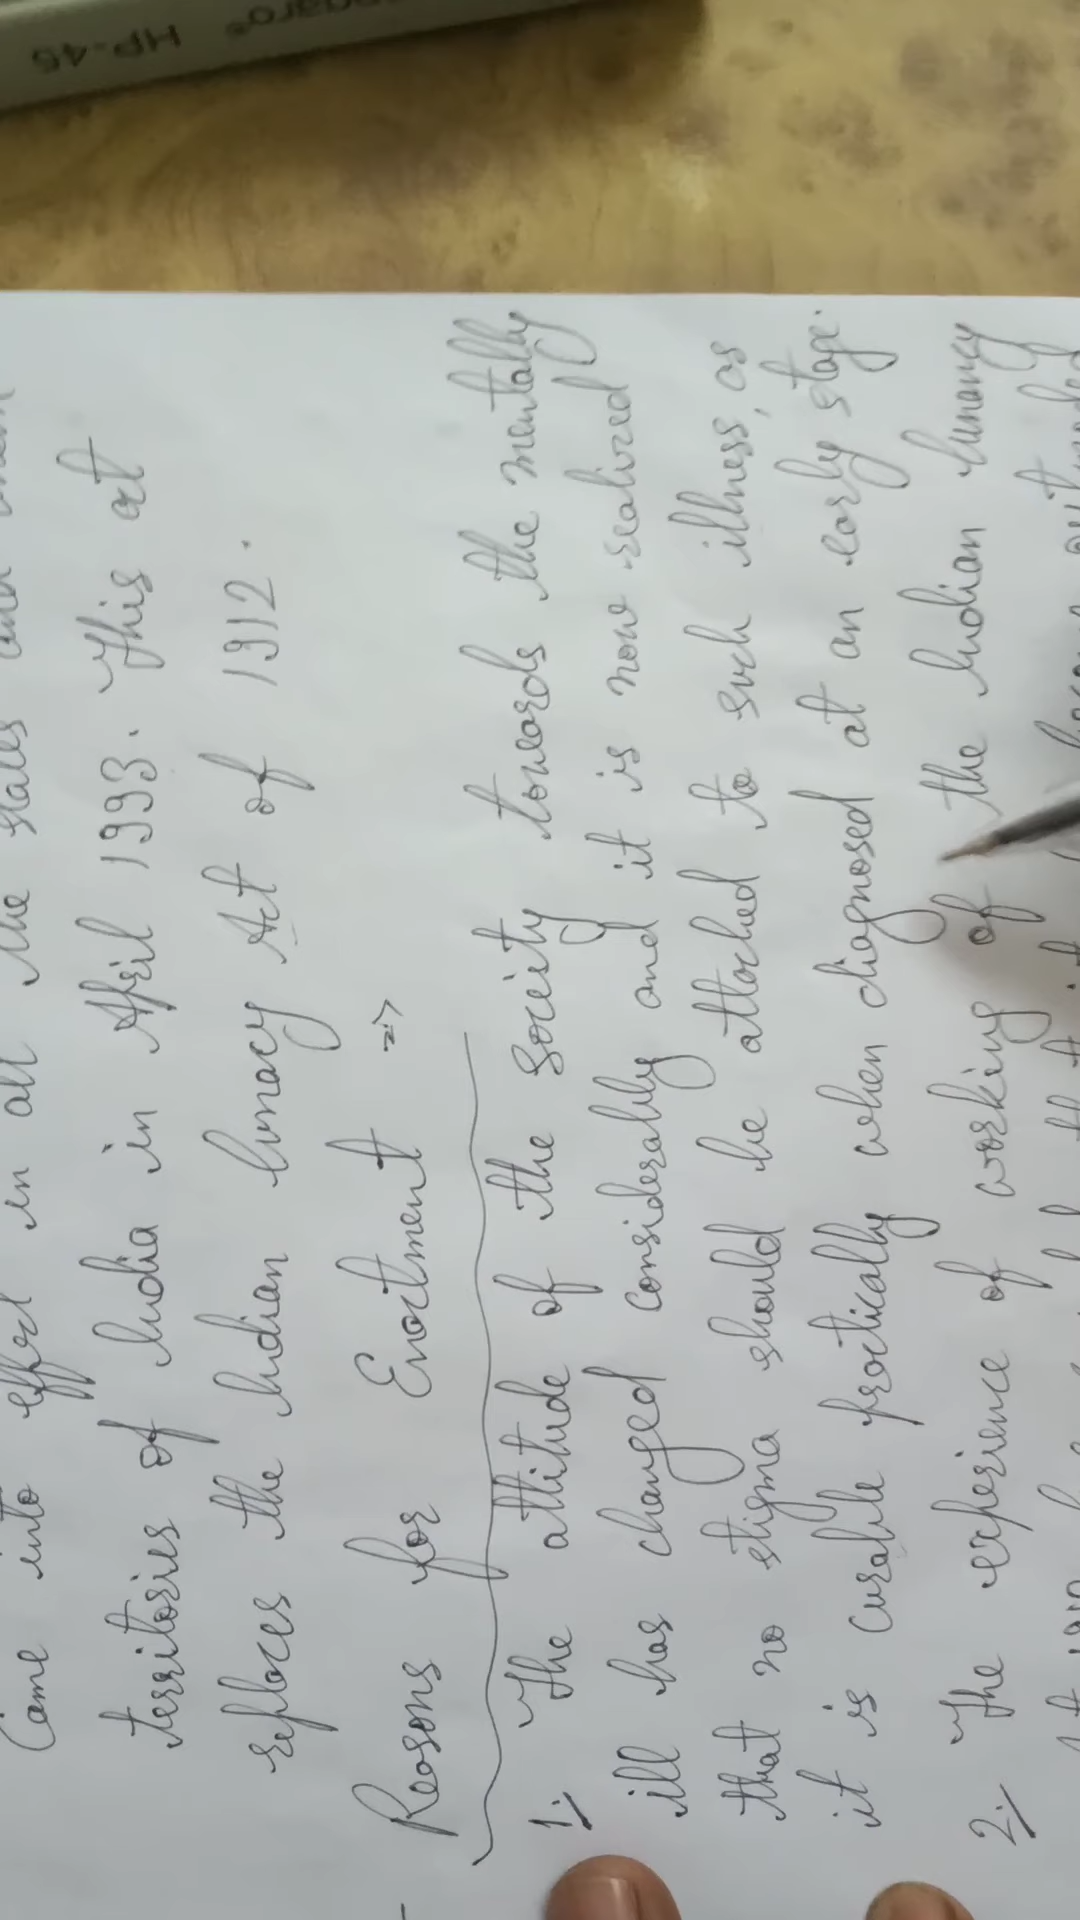 HP-45
Came into effect in all the states and
territories of India in April 1993. This act
replaces the Indian lunacy Act of 1912.
Reasons for Enactment =>
1:/ The attitude of the society towards the mentally
ill has changed considerably and it is now realized
that no stigma should be attached to such illness, as
it is curable practically when diagnosed at an early stage.
2:/ The experience of working of the Indian lunancy